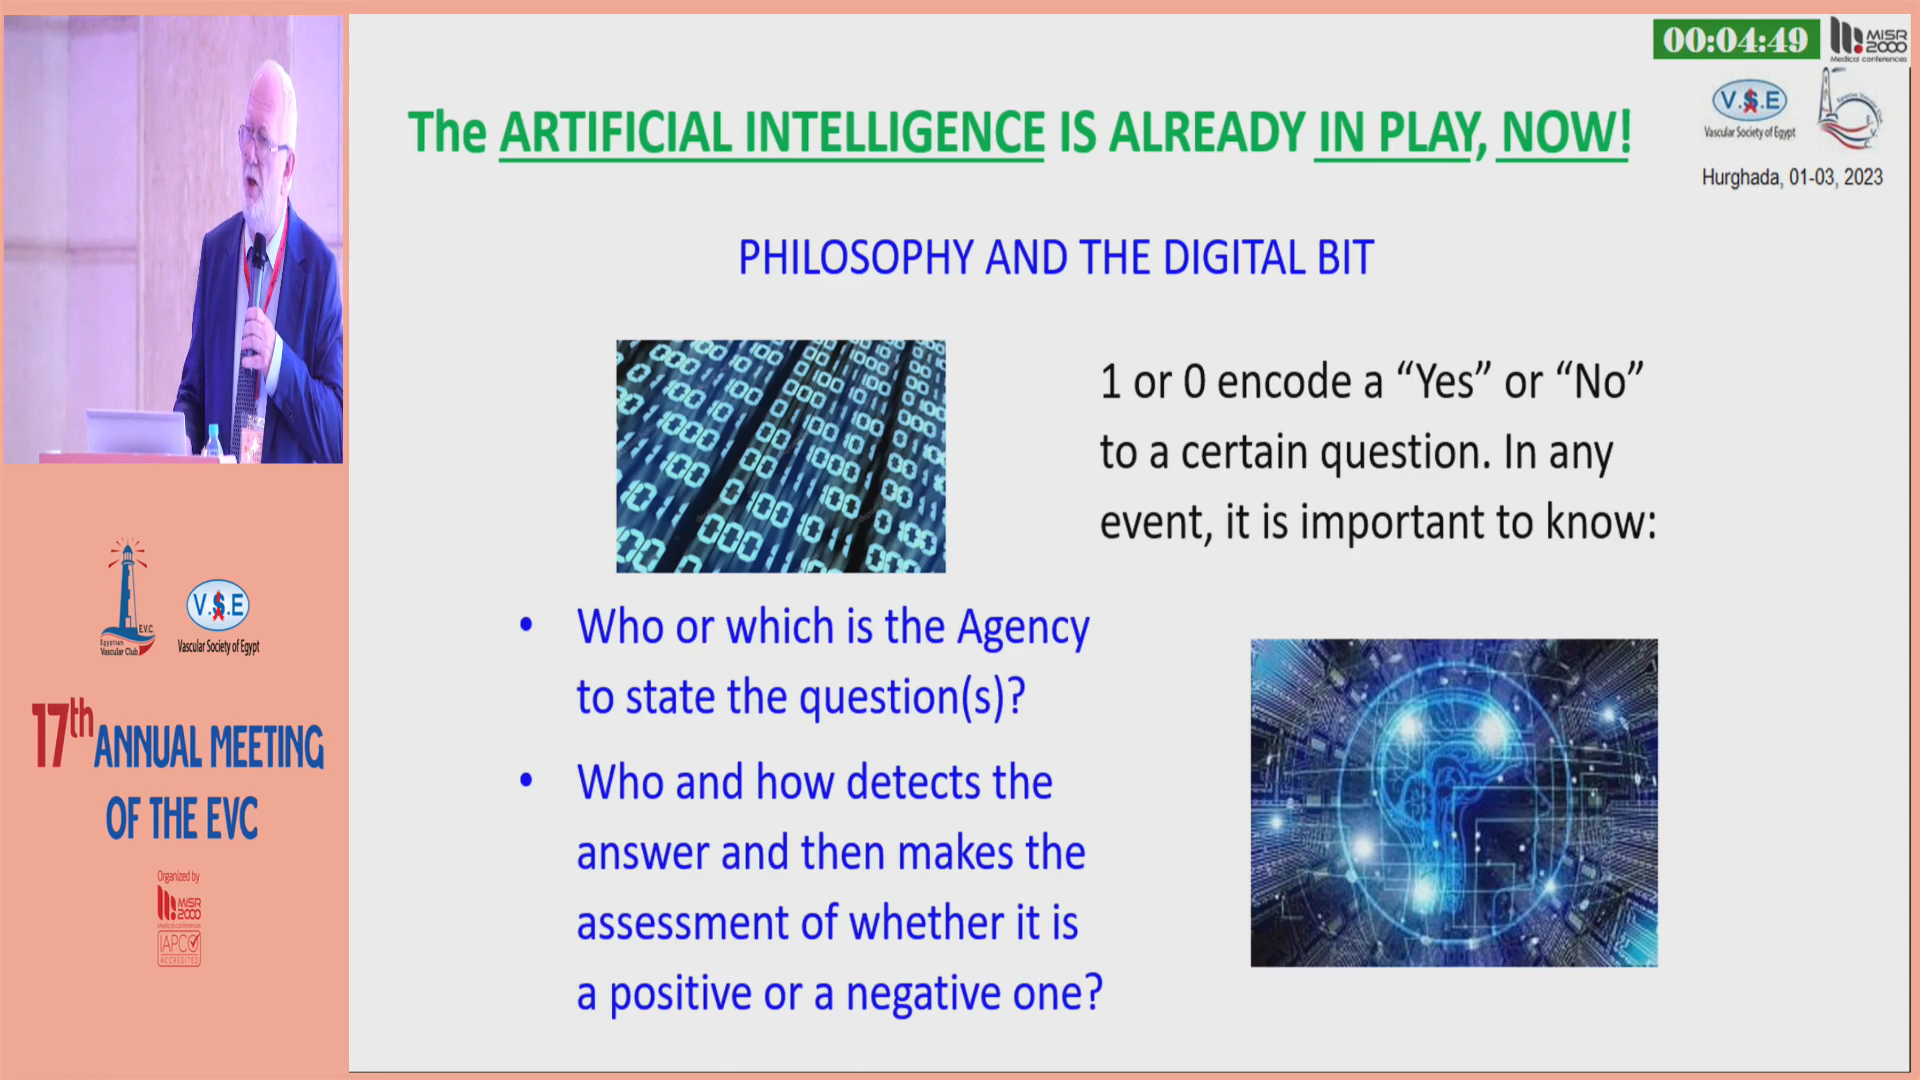 00:04:49
MISR
2000
Medical conferences
The ARTIFICIAL INTELLIGENCE IS ALREADY IN PLAY, NOW!
V.S.E
Vascular Society of Egypt
Hurghada, 01-03, 2023
PHILOSOPHY AND THE DIGITAL BIT
1 or 0 encode a “Yes” or “No”
to a certain question. In any
event, it is important to know:
• Who or which is the Agency
to state the question(s)?
• Who and how detects the
answer and then makes the
assessment of whether it is
a positive or a negative one?
E.V.C.
Egyptian
Vascular Club
V.S.E
Vascular Society of Egypt
17th ANNUAL MEETING
OF THE EVC
Organized by
MISR
2000
Medical conferences
IAPCO
ACCREDITED